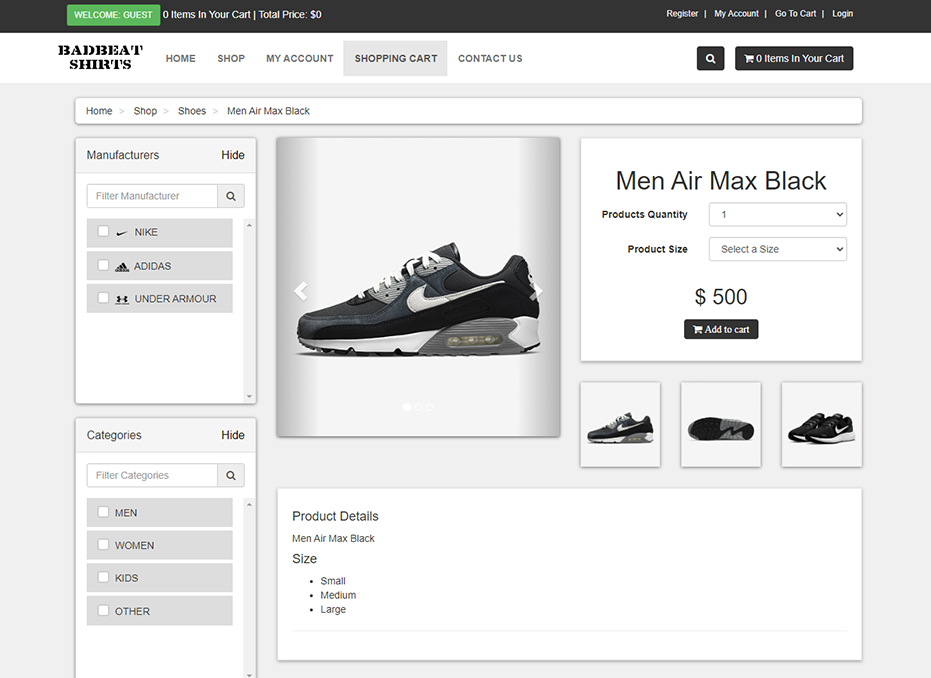 WELCOME: GUEST 0 Items In Your Cart | Total Price: $0
Register | My Account | Go To Cart | Login
BADBEAT
SHIRTS
HOME SHOP MY ACCOUNT SHOPPING CART CONTACT US
0 Items In Your Cart
Home > Shop > Shoes > Men Air Max Black
Manufacturers Hide
Filter Manufacturer
NIKE
ADIDAS
UNDER ARMOUR
Categories Hide
Filter Categories
MEN
WOMEN
KIDS
OTHER
Men Air Max Black
Products Quantity 1
Product Size Select a Size
$ 500
Add to cart
Product Details
Men Air Max Black
Size
• Small
• Medium
• Large